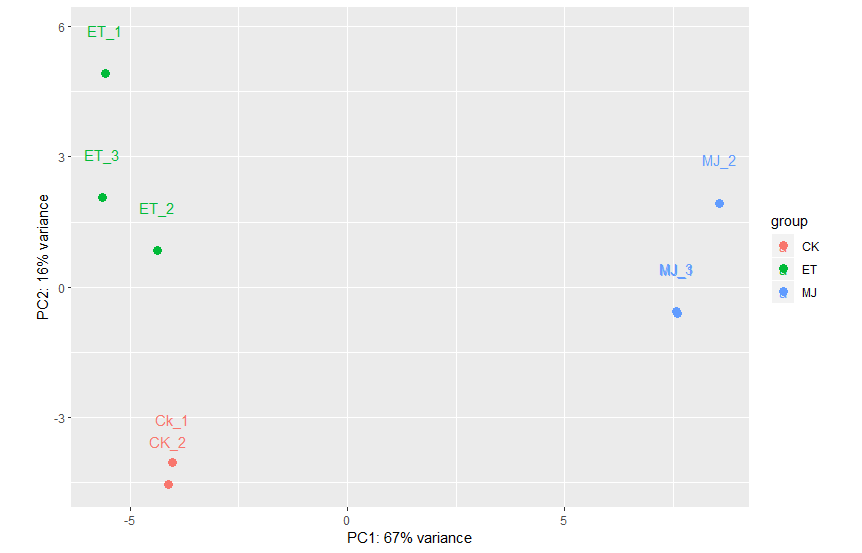 ET_1
ET_3
ET_2
MJ_2
MJ_3
Ck_1
CK_2
6
3
0
-3
-5
0
5
PC1: 67% variance
PC2: 16% variance
group
CK
ET
MJ